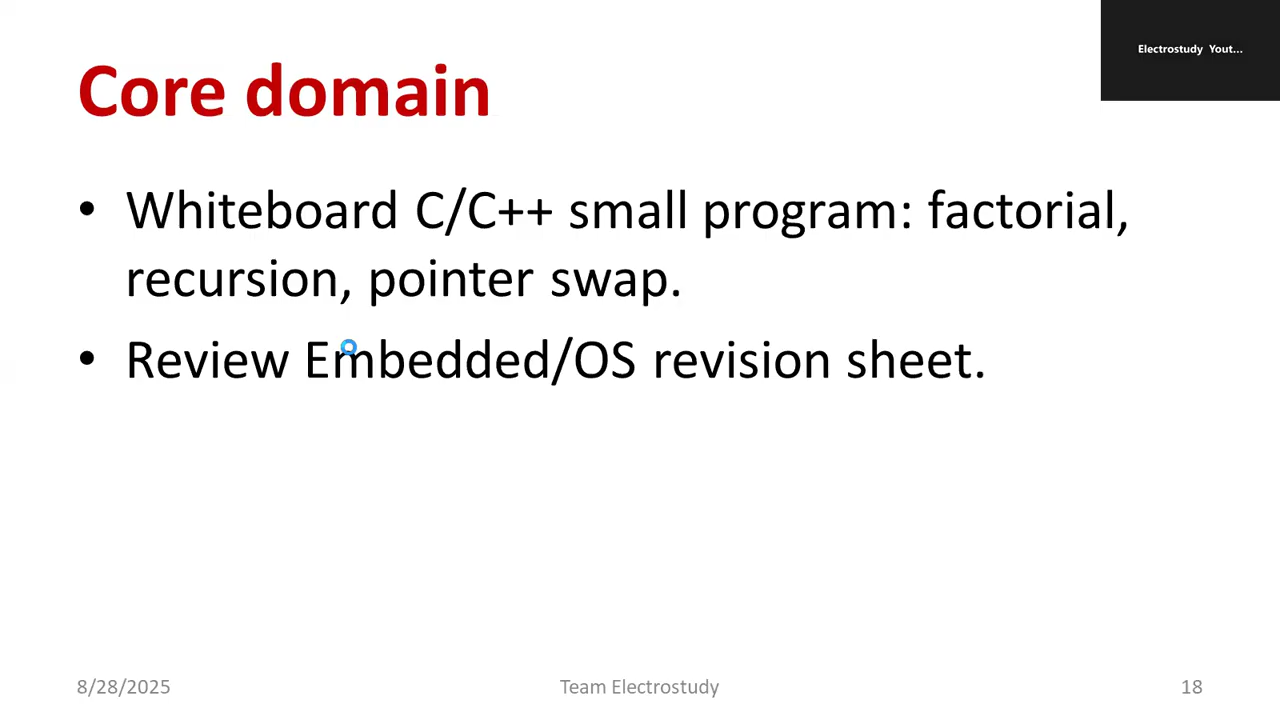 Electrostudy Yout...
Core domain
• Whiteboard C/C++ small program: factorial,
recursion, pointer swap.
• Review Embedded/OS revision sheet.
8/28/2025
Team Electrostudy
18